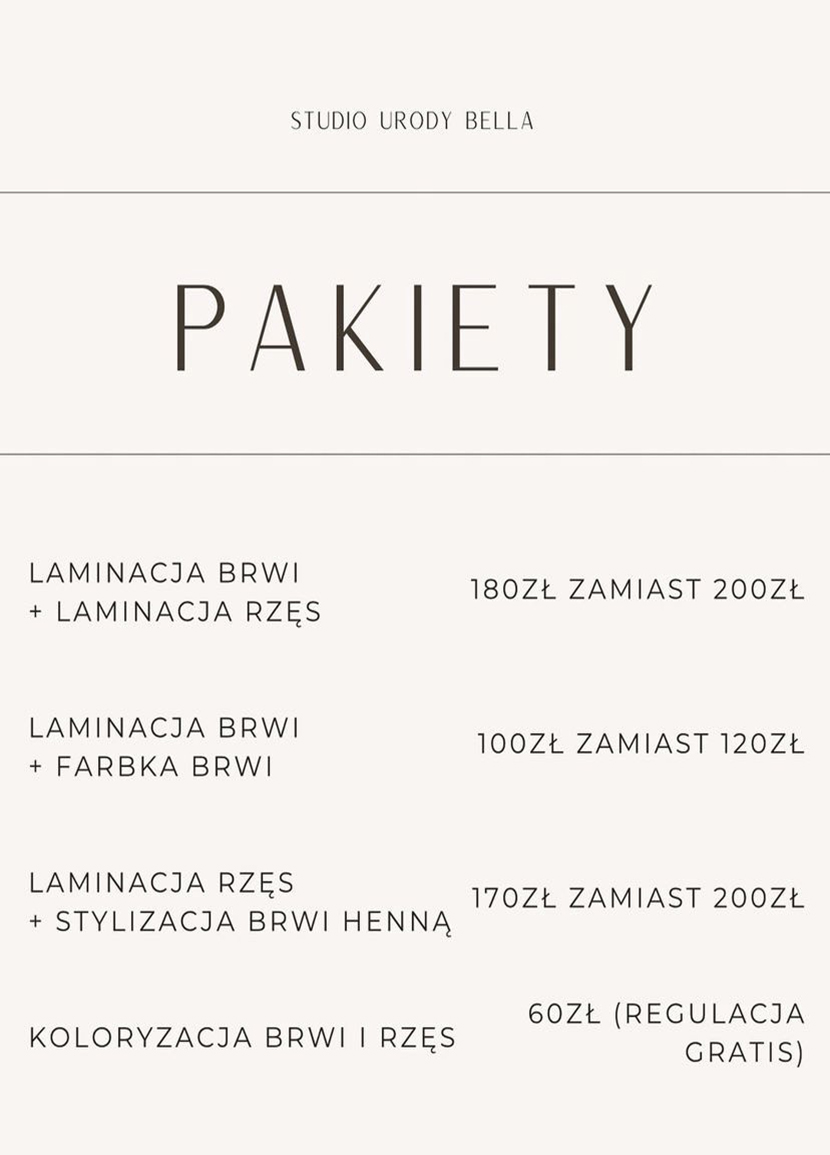 STUDIO URODY BELLA
PAKIETY
LAMINACJA BRWI
+ LAMINACJA RZĘS
180ZŁ ZAMIAST 200ZŁ
LAMINACJA BRWI
+ FARBKA BRWI
100ZŁ ZAMIAST 120ZŁ
LAMINACJA RZĘS
+ STYLIZACJA BRWI HENNĄ
170ZŁ ZAMIAST 200ZŁ
KOLORYZACJA BRWI I RZĘS
60ZŁ (REGULACJA
GRATIS)